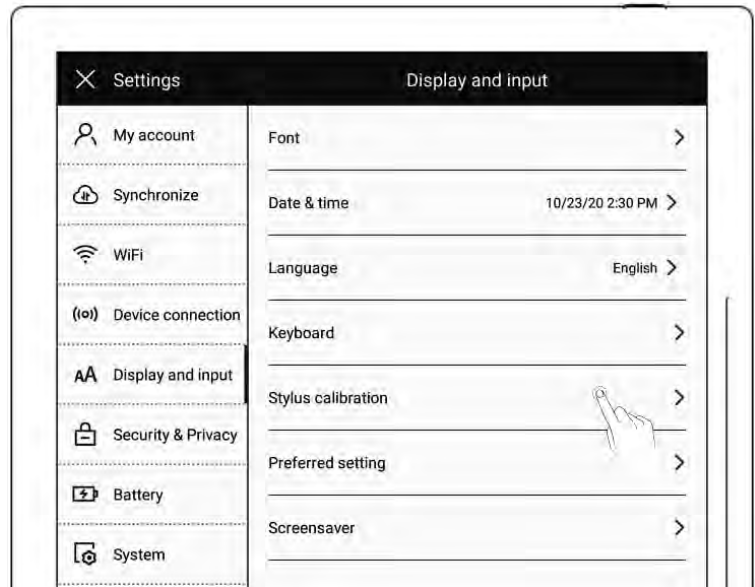 Settings
Display and input
My account
Synchronize
WiFi
Device connection
AA Display and input
Security & Privacy
Battery
System
Font
Date & time 10/23/20 2:30 PM
Language English
Keyboard
Stylus calibration
Preferred setting
Screensaver